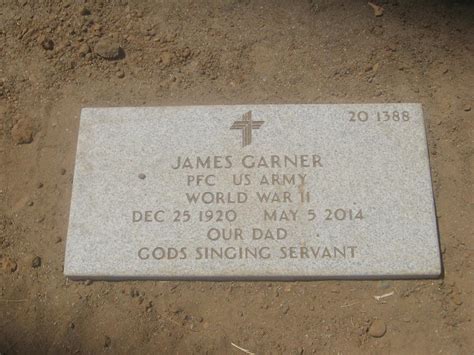 20 1388
JAMES GARNER
PFC US ARMY
WORLD WAR II
DEC 25 1920 MAY 5 2014
OUR DAD
GODS SINGING SERVANT